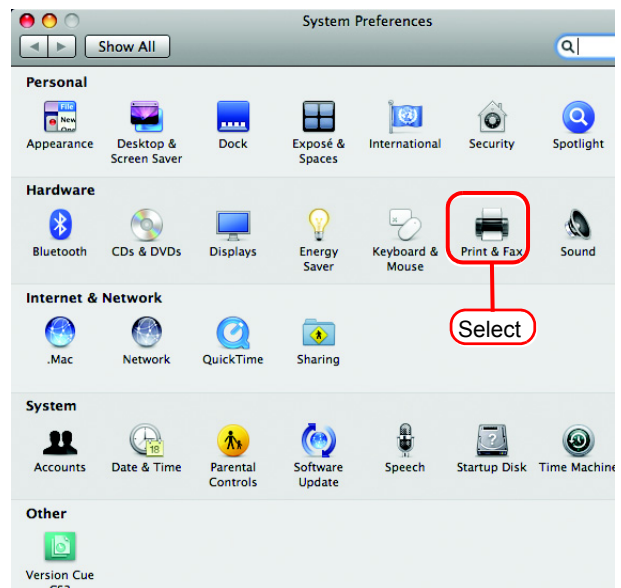 System Preferences
Show All
Personal
File
New
Appearance
Desktop &
Screen Saver
Dock
Exposé &
Spaces
International
Security
Spotlight
Hardware
Bluetooth
CDs & DVDs
Displays
Energy
Saver
Keyboard &
Mouse
Print & Fax
Sound
Select
Internet & Network
.Mac
Network
QuickTime
Sharing
System
18
Accounts
Date & Time
Parental
Controls
Software
Update
Speech
Startup Disk
Time Machine
Other
Version Cue